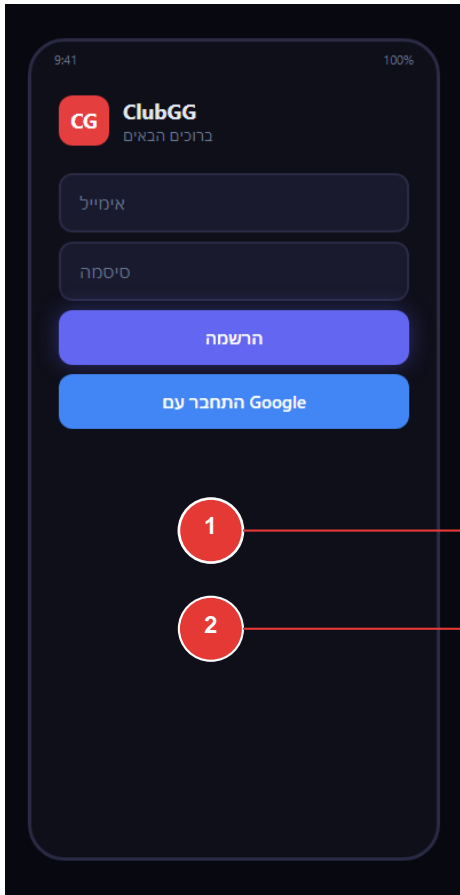 9:41 100%
CG
ClubGG
ברוכים הבאים
אימייל
סיסמה
הרשמה
התחבר עם Google
1
2